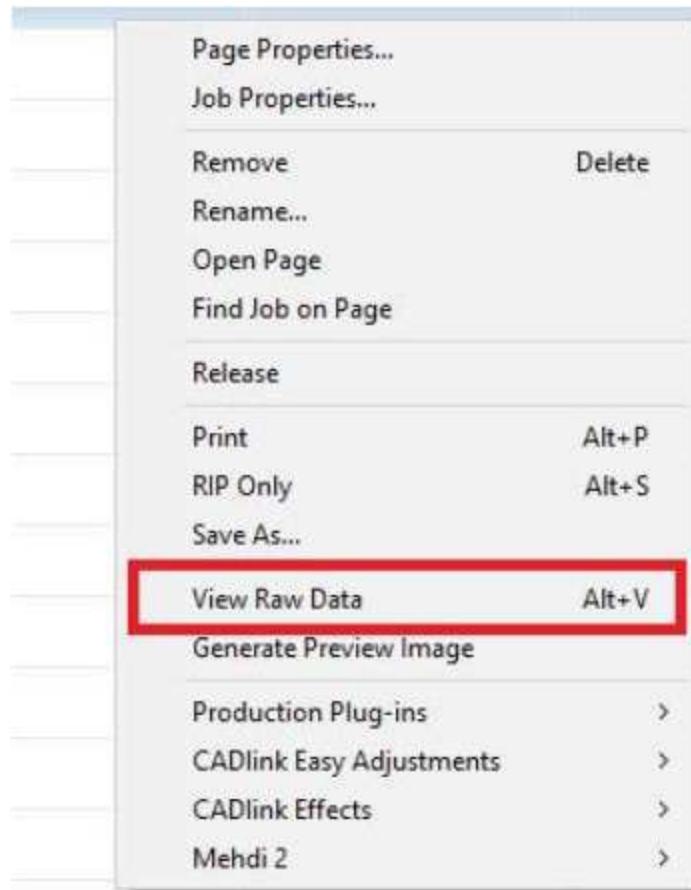 Page Properties...
Job Properties...
Remove Delete
Rename...
Open Page
Find Job on Page
Release
Print Alt+P
RIP Only Alt+S
Save As...
View Raw Data Alt+V
Generate Preview Image
Production Plug-ins >
CADlink Easy Adjustments >
CADlink Effects >
Mehdi 2 >